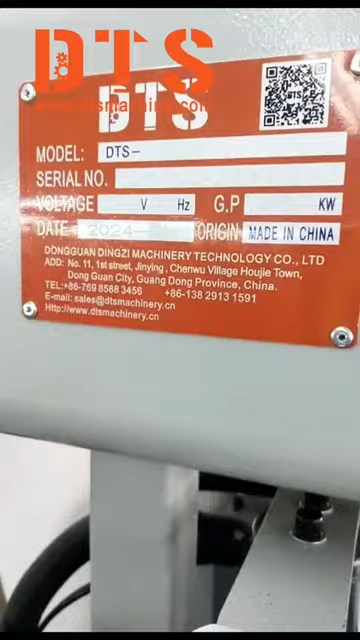 DTS
DTS
MODEL: DTS-
SERIAL NO.
VOLTAGE V Hz G.P KW
DATE 2024- ORIGIN MADE IN CHINA
DONGGUAN DINGZI MACHINERY TECHNOLOGY CO., LTD
ADD: No. 11, 1st street, Jinying, Chenwu Village Houjie Town,
Dong Guan City, Guang Dong Province, China.
TEL:+86-769 8588 3456 +86-138 2913 1591
E-mail: sales@dtsmachinery.cn
Http://www.dtsmachinery.cn